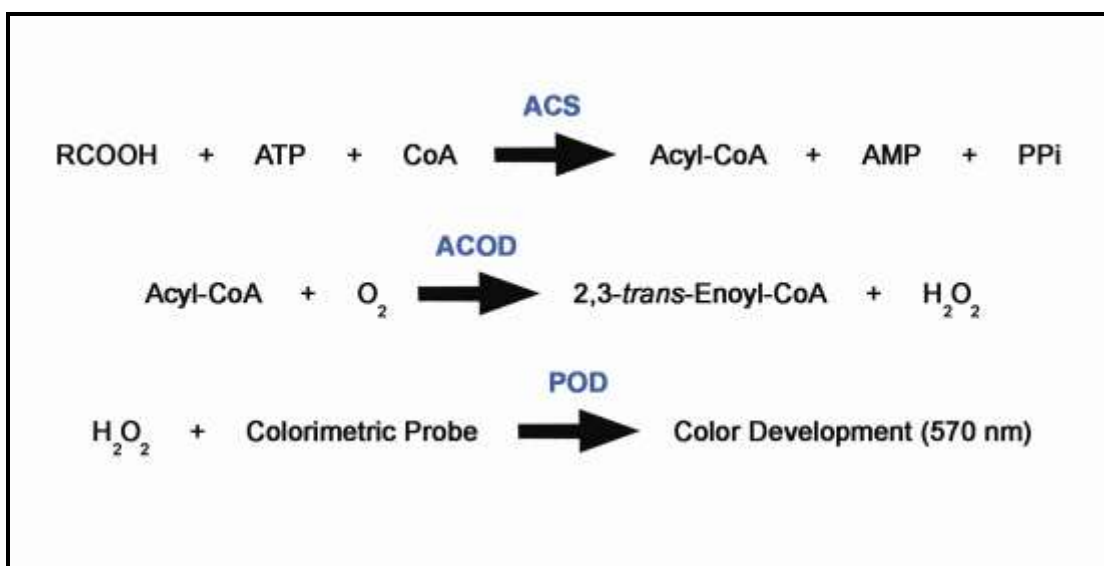 ACS
RCOOH + ATP + CoA Acyl-CoA + AMP + PPi
ACOD
Acyl-CoA + O₂ 2,3-trans-Enoyl-CoA + H₂O₂
POD
H₂O₂ + Colorimetric Probe Color Development (570 nm)